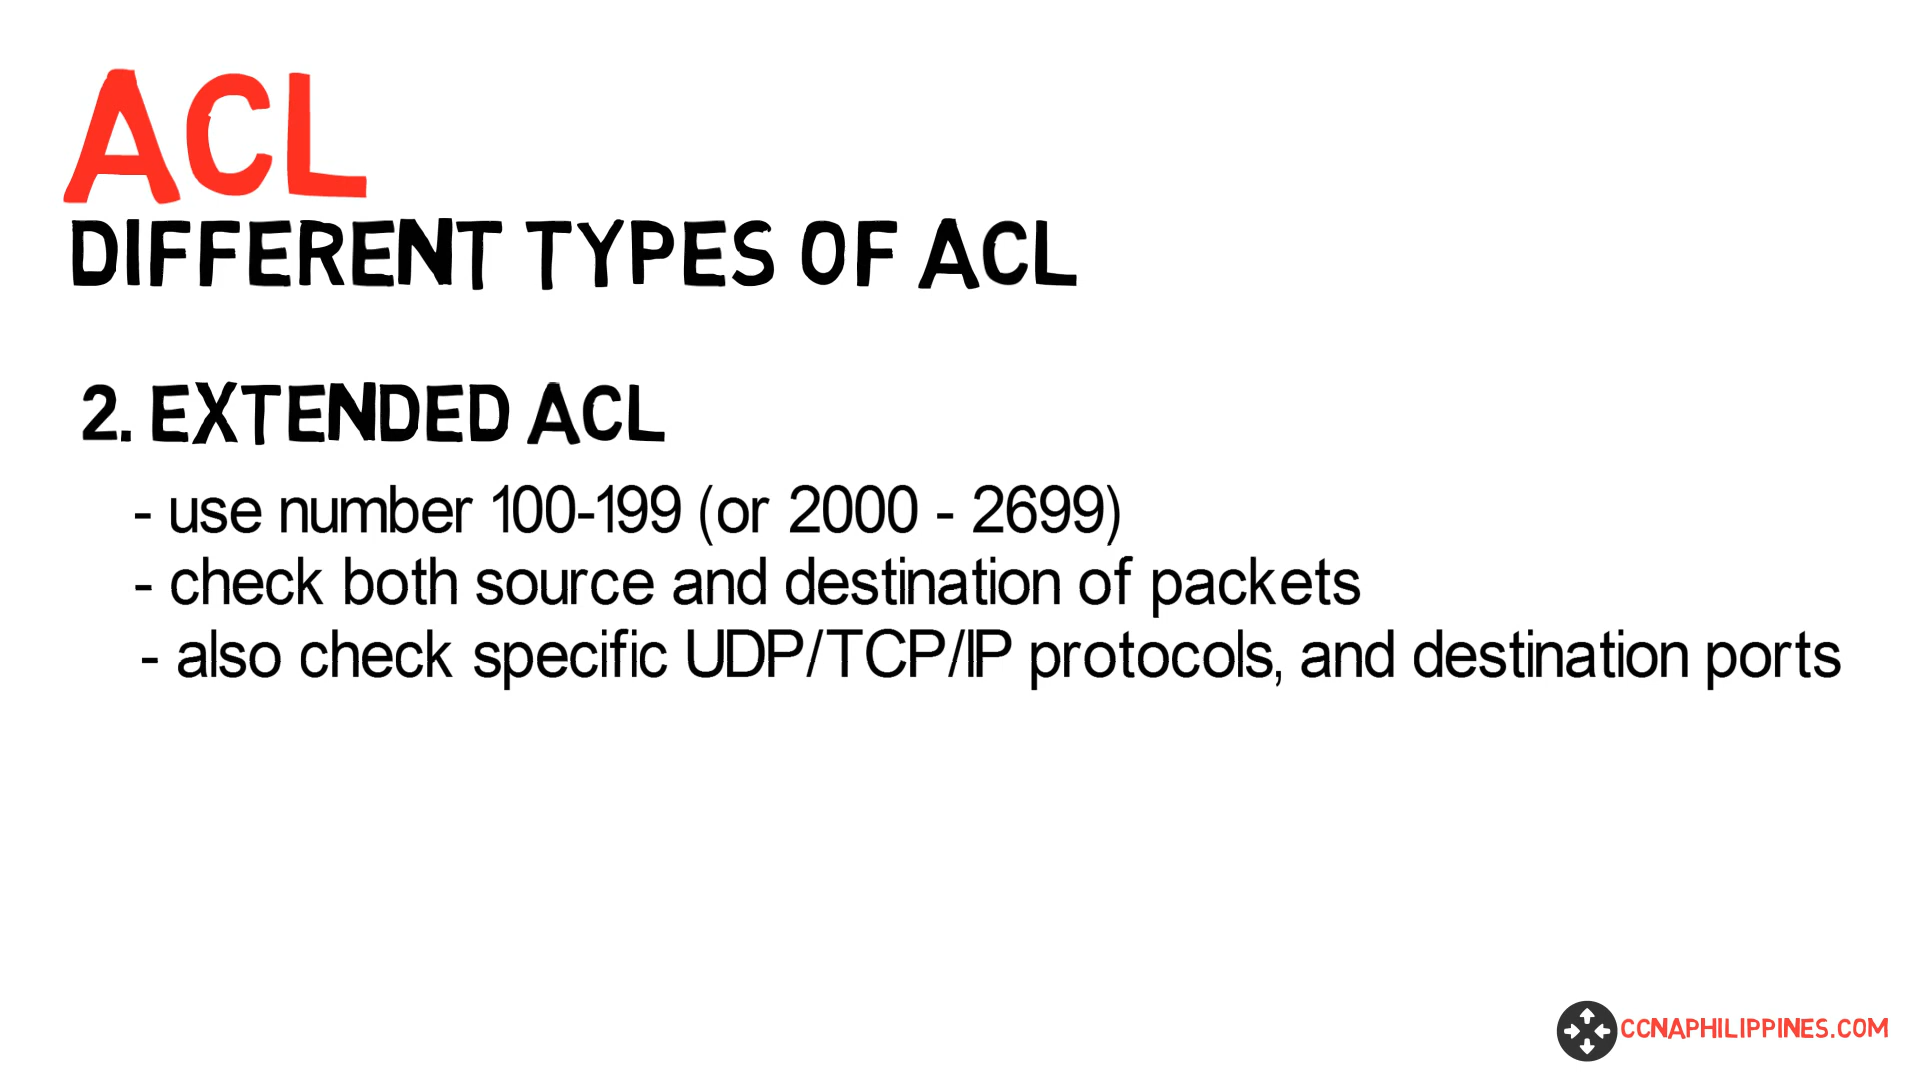 ACL
DIFFERENT TYPES OF ACL
2. EXTENDED ACL
- use number 100-199 (or 2000 - 2699)
- check both source and destination of packets
- also check specific UDP/TCP/IP protocols, and destination ports
CCNAPHILIPPINES.COM